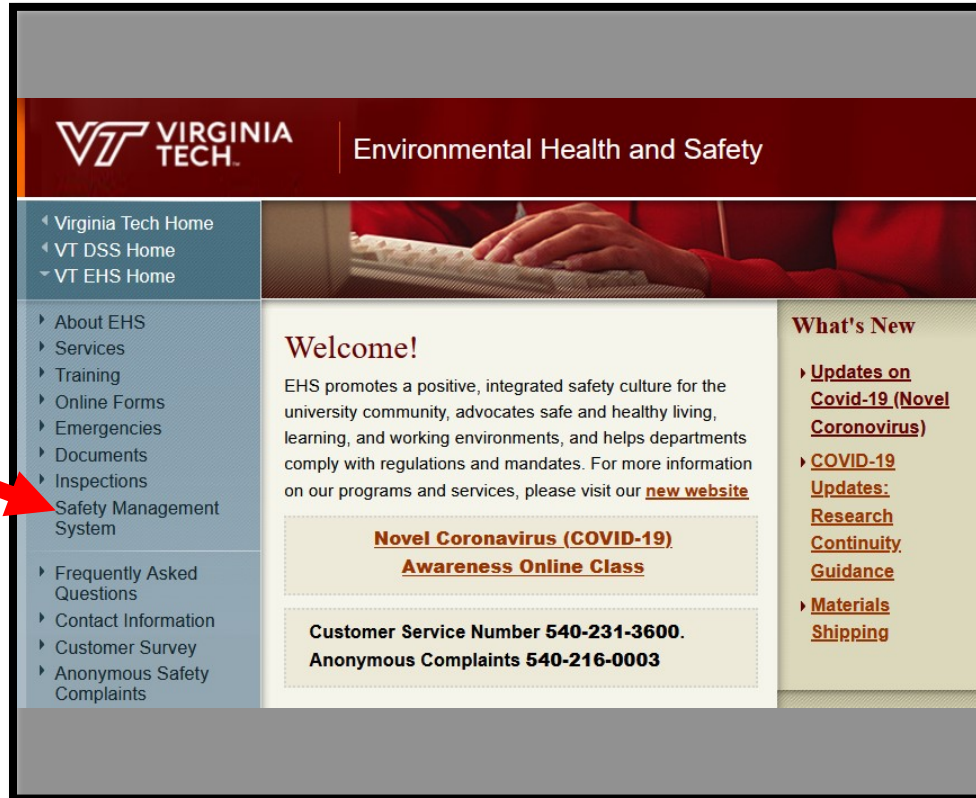 VIRGINIA
TECH™
Environmental Health and Safety
Virginia Tech Home
VT DSS Home
VT EHS Home
About EHS
Services
Training
Online Forms
Emergencies
Documents
Inspections
Safety Management
System
Frequently Asked
Questions
Contact Information
Customer Survey
Anonymous Safety
Complaints
Welcome!
EHS promotes a positive, integrated safety culture for the
university community, advocates safe and healthy living,
learning, and working environments, and helps departments
comply with regulations and mandates. For more information
on our programs and services, please visit our new website
Novel Coronavirus (COVID-19)
Awareness Online Class
Customer Service Number 540-231-3600.
Anonymous Complaints 540-216-0003
What's New
Updates on
Covid-19 (Novel
Coronovirus)
COVID-19
Updates:
Research
Continuity
Guidance
Materials
Shipping